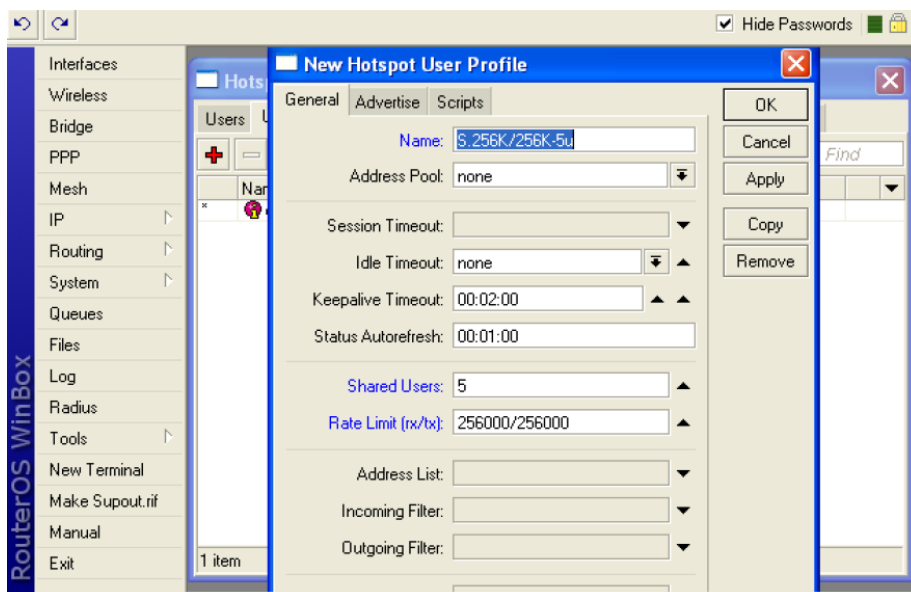 Hide Passwords
RouterOS WinBox
Interfaces
Wireless
Bridge
PPP
Mesh
IP
Routing
System
Queues
Files
Log
Radius
Tools
New Terminal
Make Supout.rif
Manual
Exit
Hots
Users
Find
Nar
*
1 item
New Hotspot User Profile
General Advertise Scripts
Name: S.256K/256K-5u
Address Pool: none
Session Timeout:
Idle Timeout: none
Keepalive Timeout: 00:02:00
Status Autorefresh: 00:01:00
Shared Users: 5
Rate Limit (rx/tx): 256000/256000
Address List:
Incoming Filter:
Outgoing Filter:
OK
Cancel
Apply
Copy
Remove